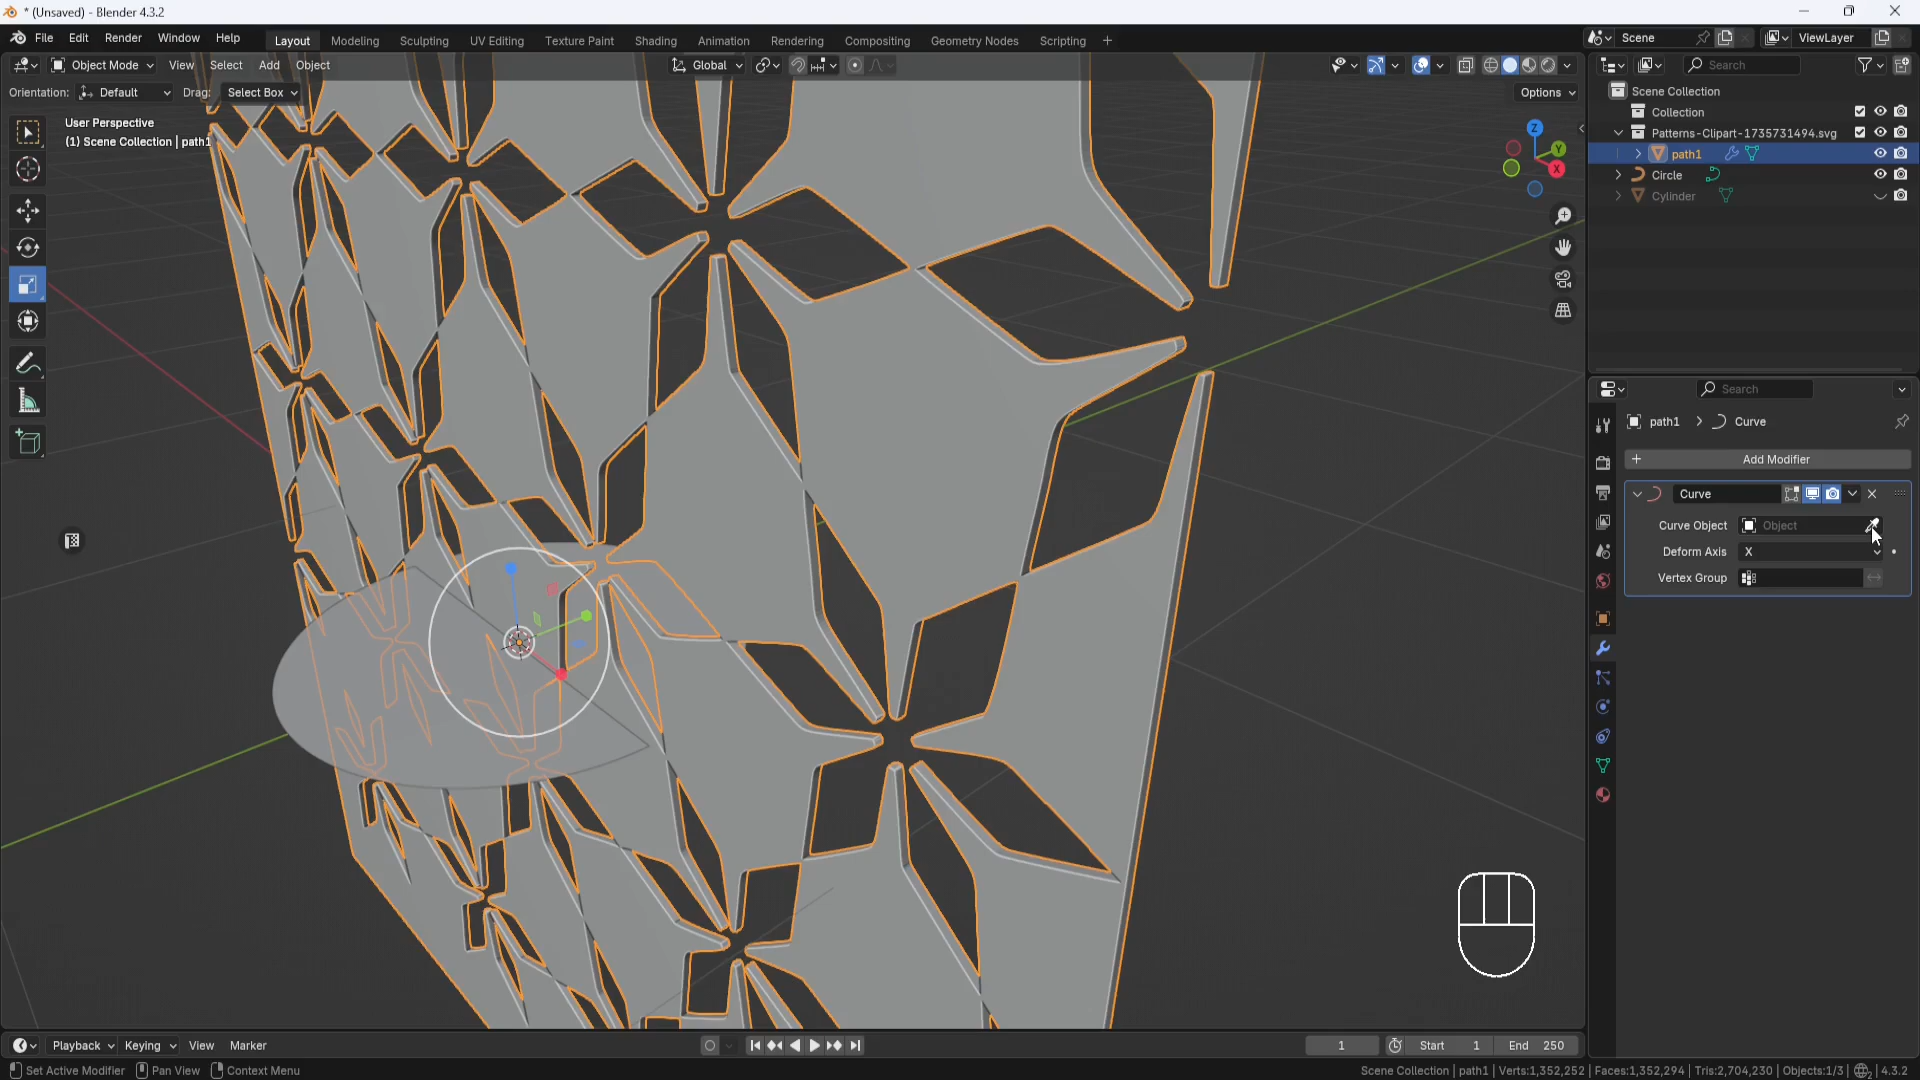 * (Unsaved) - Blender 4.3.2
File Edit Render Window Help Layout Modeling Sculpting UV Editing Texture Paint Shading Animation Rendering Compositing Geometry Nodes Scripting + Scene ViewLayer
Object Mode View Select Add Object Global Search
Orientation: Default Drag: Select Box Options
User Perspective
(1) Scene Collection | path1
Z
Y
X
Scene Collection
Collection
Patterns-Clipart-1735731494.svg
path1
Circle
Cylinder
Search
path1 > Curve
+ Add Modifier
Curve
Curve Object Object
Deform Axis X
Vertex Group
Playback Keying View Marker 1 Start 1 End 250
Set Active Modifier Pan View Context Menu Scene Collection | path1 | Verts:1,352,252 | Faces:1,352,294 | Tris:2,704,230 | Objects:1/3 | 4.3.2